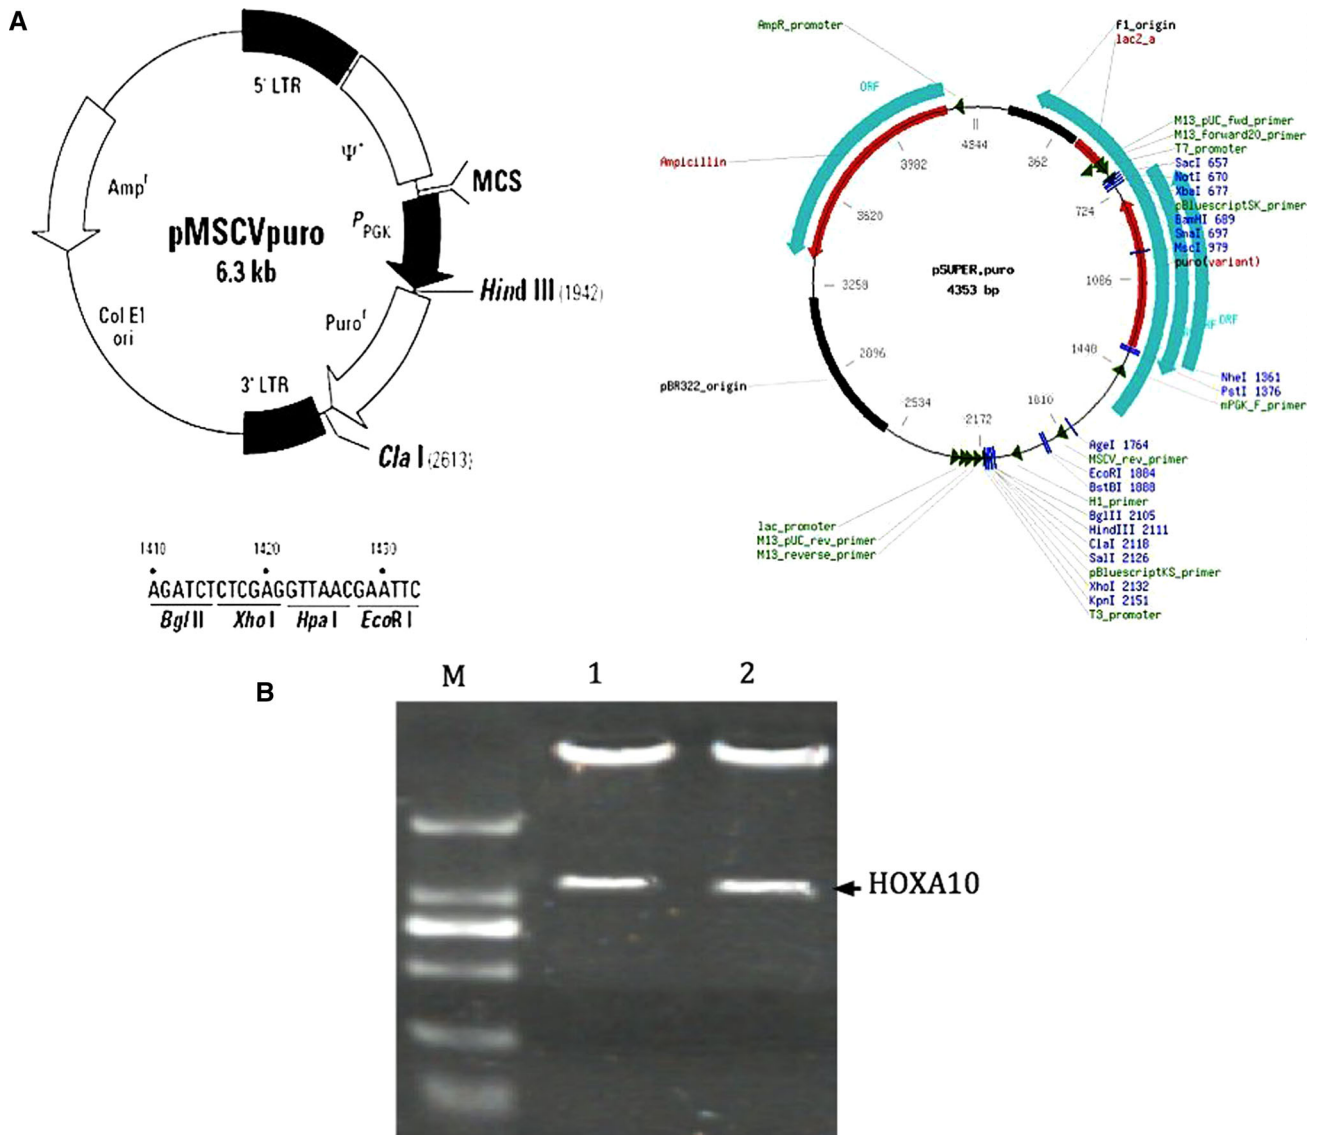 A
5' LTR
Ψ+
MCS
Ampr
pMSCVpuro
6.3 kb
PPGK
Hind III (1942)
Col E1
ori
Puror
3' LTR
Cla I (2613)
1410 1420 1430
AGATCTCTCGAGGTTAACGAATTC
Bgl II Xho I Hpa I EcoR I
AmpR_promoter
f1_origin
lacZ_a
ORF
M13_pUC_fwd_primer
M13_forward20_primer
T7_promoter
SacI 657
NotI 670
XbaI 677
pBluescriptSK_primer
BamHI 689
SmaI 697
MscI 979
puro(variant)
Ampicillin
4344
362
724
1086
1448
1810
2172
2534
2896
3258
3620
3982
pSUPER.puro
4353 bp
ORF
pBR322_origin
NheI 1361
PstI 1376
mPGK_F_primer
AgeI 1764
MSCV_rev_primer
EcoRI 1884
BstBI 1888
H1_primer
BglII 2105
HindIII 2111
ClaI 2118
SalI 2126
pBluescriptKS_primer
XhoI 2132
KpnI 2151
T3_promoter
lac_promoter
M13_pUC_rev_primer
M13_reverse_primer
B
M 1 2
HOXA10